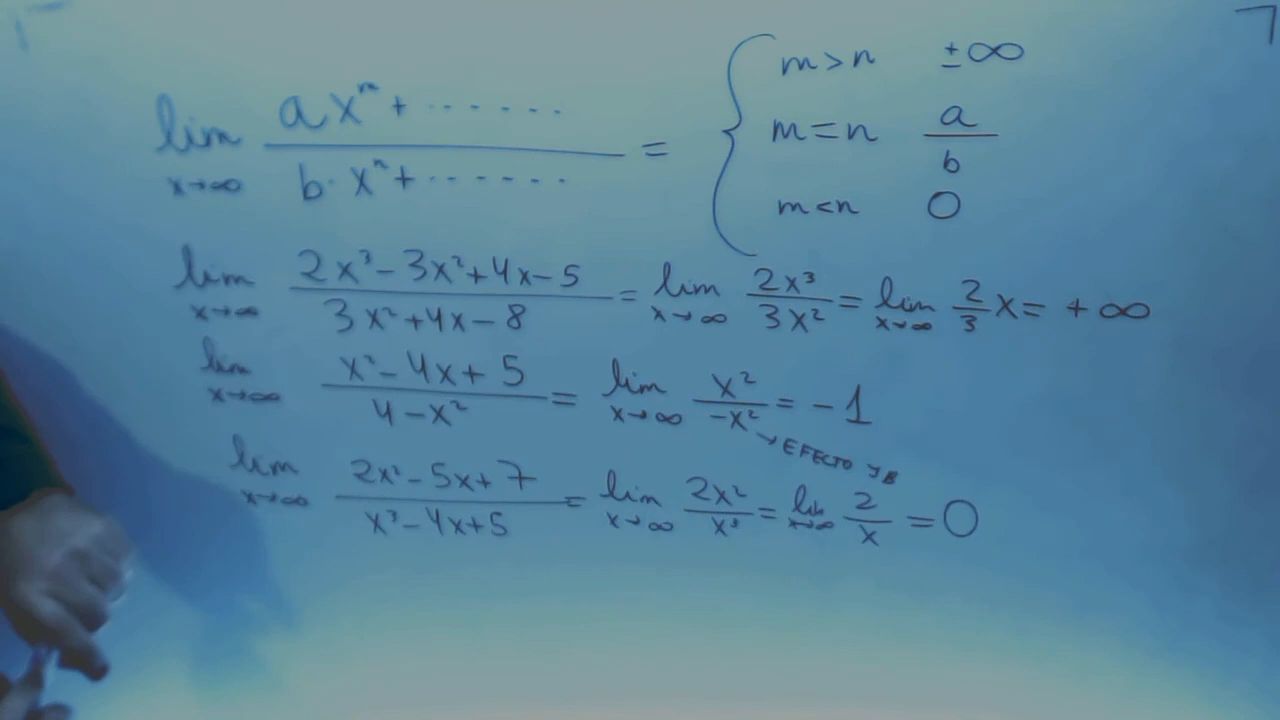 lim x→∞ (a x^m + .......)/(b· x^n + .......) = { m>n ±∞
m=n a/b
m<n 0
lim x→∞ (2x³-3x²+4x-5)/(3x²+4x-8) = lim x→∞ 2x³/3x² = lim x→∞ 2/3 x = +∞
lim x→∞ (x²-4x+5)/(4-x²) = lim x→∞ x²/-x² = -1
→ EFECTO
lim x→∞ (2x²-5x+7)/(x³-4x+5) = lim x→∞ 2x²/x³ = lim x→∞ 2/x = 0